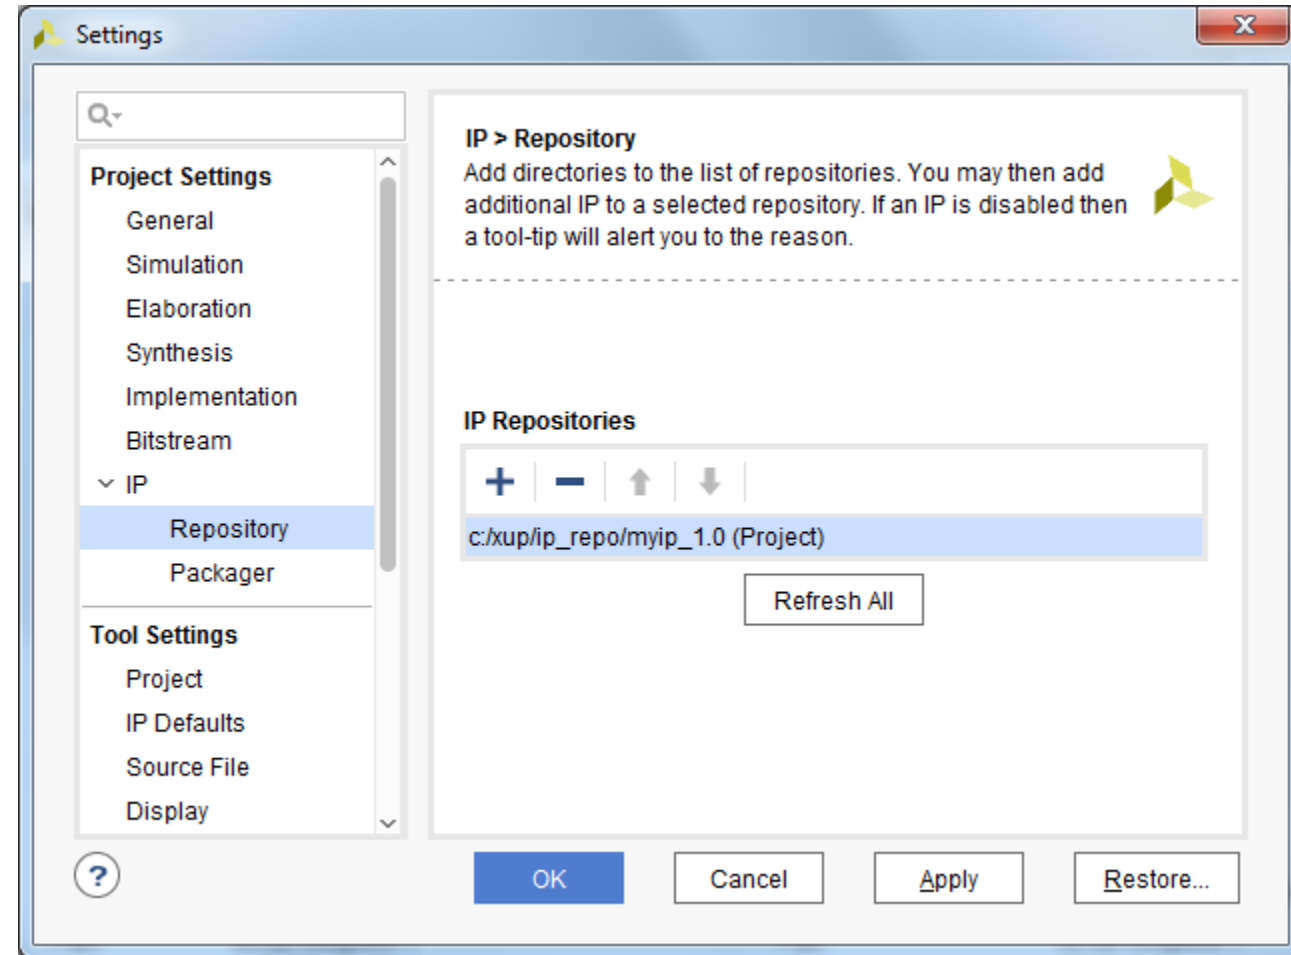 Settings
Project Settings
General
Simulation
Elaboration
Synthesis
Implementation
Bitstream
IP
Repository
Packager
Tool Settings
Project
IP Defaults
Source File
Display
IP > Repository
Add directories to the list of repositories. You may then add
additional IP to a selected repository. If an IP is disabled then
a tool-tip will alert you to the reason.
IP Repositories
c:/xup/ip_repo/myip_1.0 (Project)
Refresh All
?
OK
Cancel
Apply
Restore...